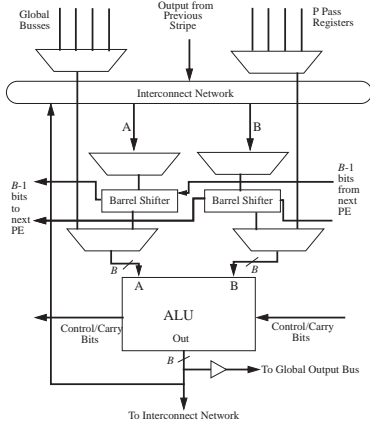 Global
Busses
Output from
Previous
Stripe
P Pass
Registers
Interconnect Network
A
B
B-1
bits
to
next
PE
Barrel Shifter
Barrel Shifter
B-1
bits
from
next
PE
B
B
A
B
ALU
Out
Control/Carry
Bits
Control/Carry
Bits
B
To Global Output Bus
To Interconnect Network